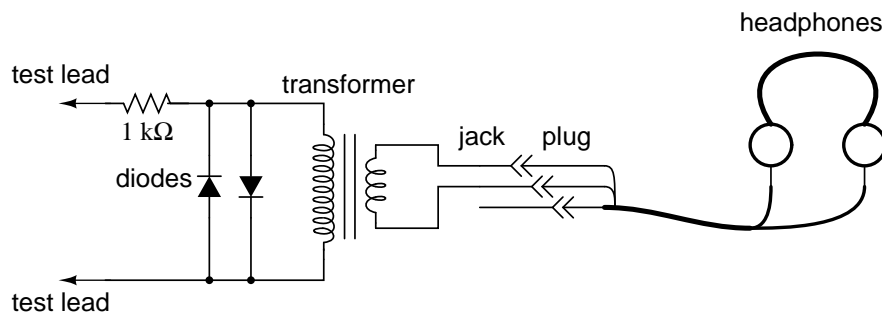 headphones
test lead
transformer
1 kΩ
jack
plug
diodes
test lead